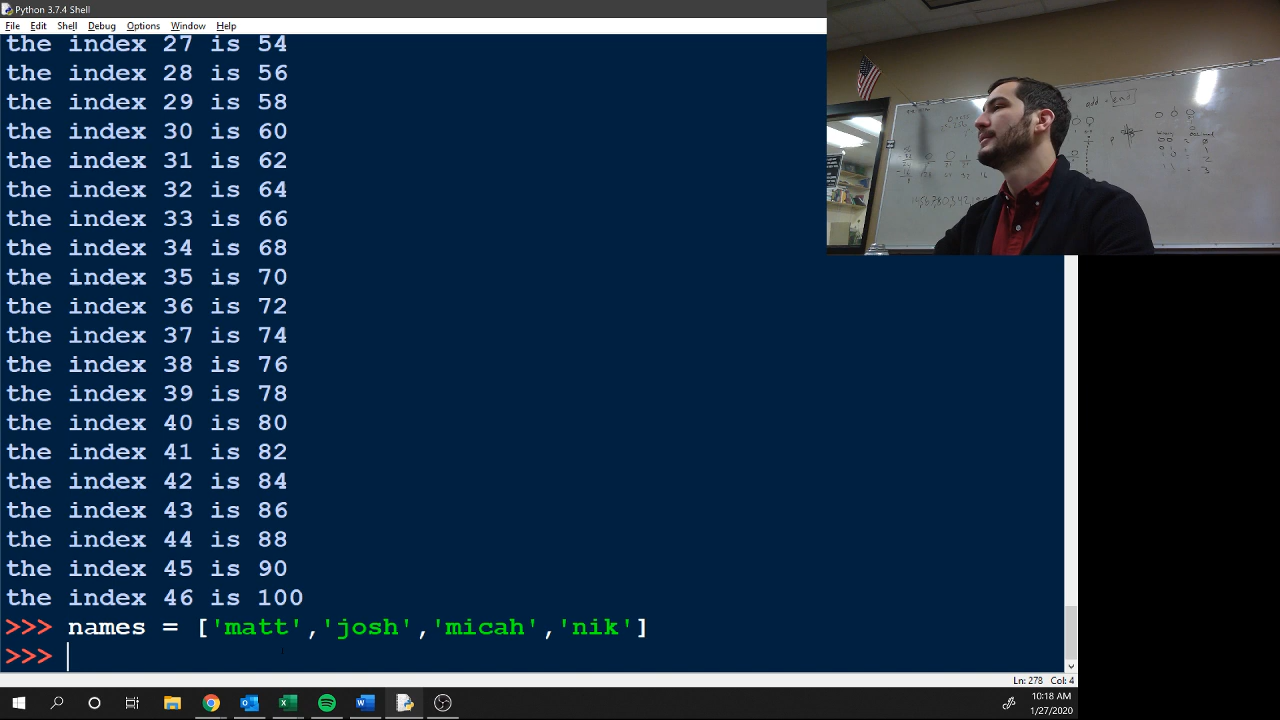 Python 3.7.4 Shell
File Edit Shell Debug Options Window Help
the index 27 is 54
the index 28 is 56
the index 29 is 58
the index 30 is 60
the index 31 is 62
the index 32 is 64
the index 33 is 66
the index 34 is 68
the index 35 is 70
the index 36 is 72
the index 37 is 74
the index 38 is 76
the index 39 is 78
the index 40 is 80
the index 41 is 82
the index 42 is 84
the index 43 is 86
the index 44 is 88
the index 45 is 90
the index 46 is 100
>>> names = ['matt','josh','micah','nik']
>>>
Ln: 278 Col: 4
10:18 AM
1/27/2020
add end